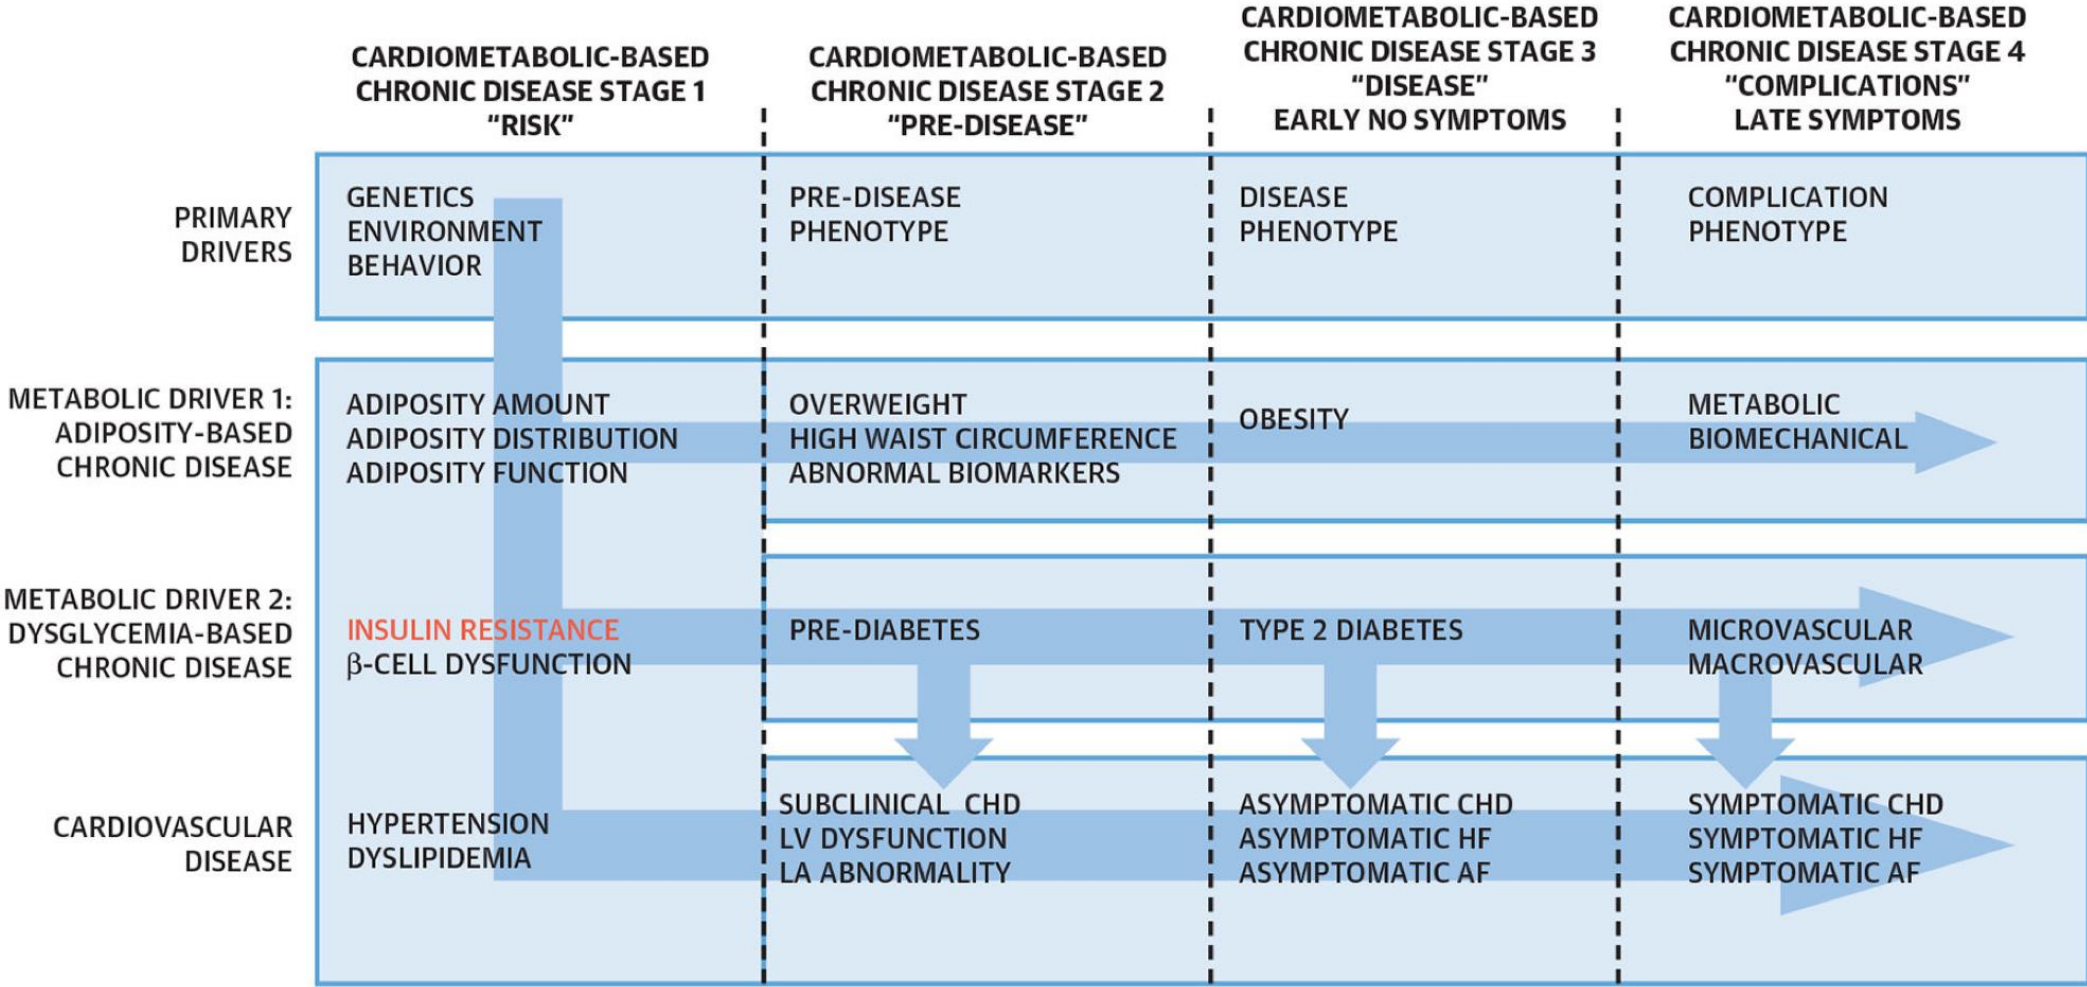 CARDIOMETABOLIC-BASED
CHRONIC DISEASE STAGE 1
“RISK”
CARDIOMETABOLIC-BASED
CHRONIC DISEASE STAGE 2
“PRE-DISEASE”
CARDIOMETABOLIC-BASED
CHRONIC DISEASE STAGE 3
“DISEASE”
EARLY NO SYMPTOMS
CARDIOMETABOLIC-BASED
CHRONIC DISEASE STAGE 4
“COMPLICATIONS”
LATE SYMPTOMS
PRIMARY
DRIVERS
GENETICS
ENVIRONMENT
BEHAVIOR
PRE-DISEASE
PHENOTYPE
DISEASE
PHENOTYPE
COMPLICATION
PHENOTYPE
METABOLIC DRIVER 1:
ADIPOSITY-BASED
CHRONIC DISEASE
ADIPOSITY AMOUNT
ADIPOSITY DISTRIBUTION
ADIPOSITY FUNCTION
OVERWEIGHT
HIGH WAIST CIRCUMFERENCE
ABNORMAL BIOMARKERS
OBESITY
METABOLIC
BIOMECHANICAL
METABOLIC DRIVER 2:
DYSGLYCEMIA-BASED
CHRONIC DISEASE
INSULIN RESISTANCE
β-CELL DYSFUNCTION
PRE-DIABETES
TYPE 2 DIABETES
MICROVASCULAR
MACROVASCULAR
CARDIOVASCULAR
DISEASE
HYPERTENSION
DYSLIPIDEMIA
SUBCLINICAL CHD
LV DYSFUNCTION
LA ABNORMALITY
ASYMPTOMATIC CHD
ASYMPTOMATIC HF
ASYMPTOMATIC AF
SYMPTOMATIC CHD
SYMPTOMATIC HF
SYMPTOMATIC AF